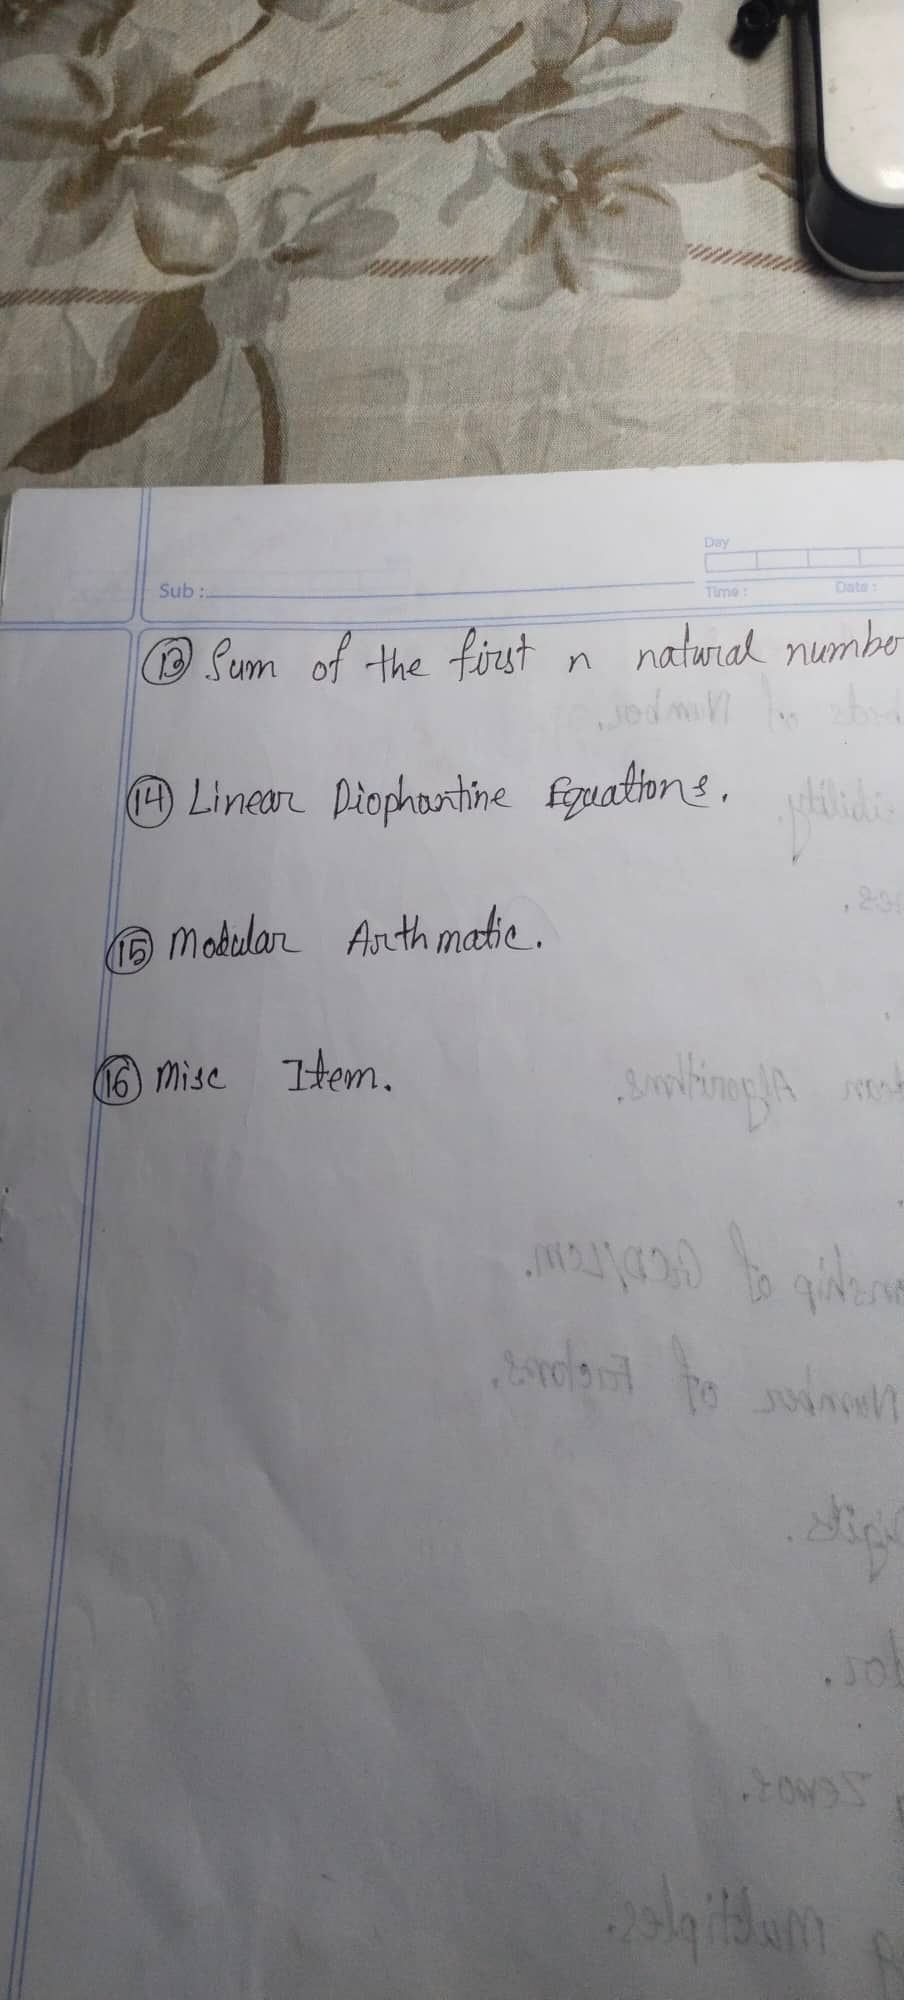 Day
Sub :
Time :
Date :
13 Sum of the first n natural number
14 Linear Diophantine Equations.
15 Modular Arthmatic.
16 Misc Item.